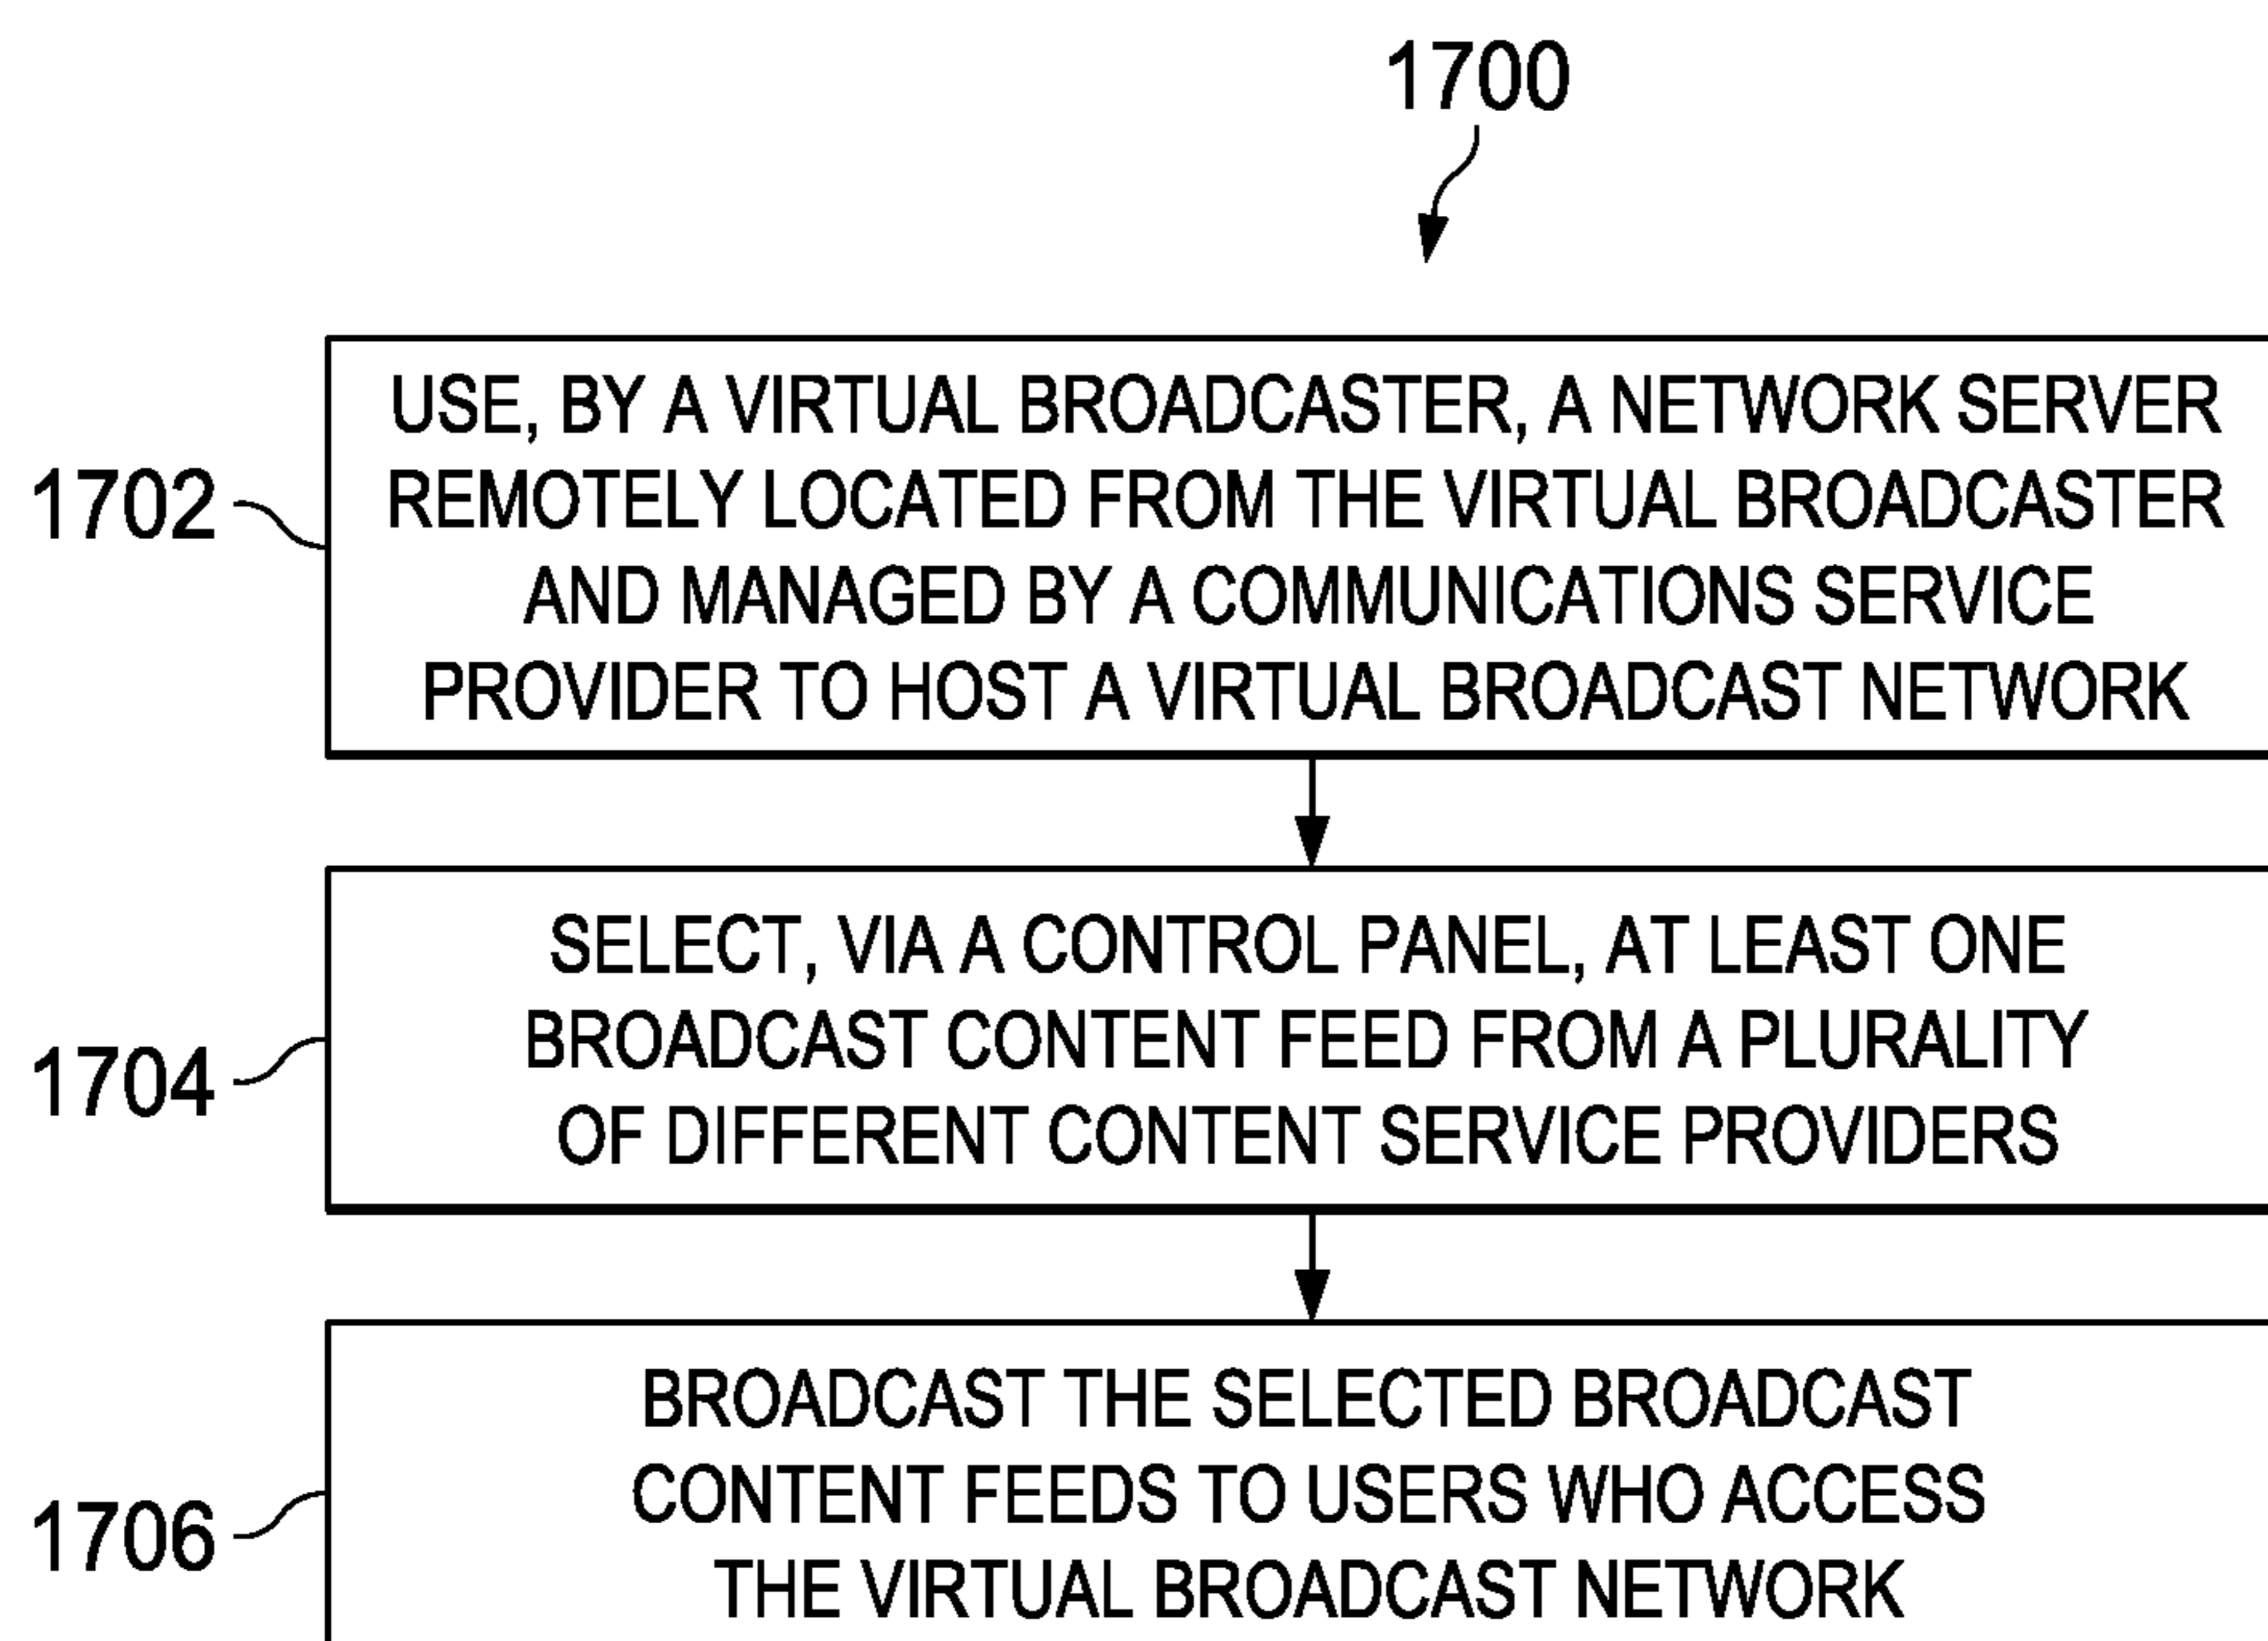 1700
1702
USE, BY A VIRTUAL BROADCASTER, A NETWORK SERVER
REMOTELY LOCATED FROM THE VIRTUAL BROADCASTER
AND MANAGED BY A COMMUNICATIONS SERVICE
PROVIDER TO HOST A VIRTUAL BROADCAST NETWORK
1704
SELECT, VIA A CONTROL PANEL, AT LEAST ONE
BROADCAST CONTENT FEED FROM A PLURALITY
OF DIFFERENT CONTENT SERVICE PROVIDERS
1706
BROADCAST THE SELECTED BROADCAST
CONTENT FEEDS TO USERS WHO ACCESS
THE VIRTUAL BROADCAST NETWORK